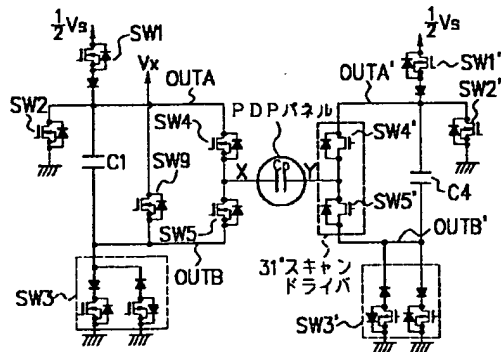 ½Vs
SW1
Vx
OUTA
SW2
C1
SW4
SW9
X
SW5
OUTB
SW3
PDPパネル
Cp
Y
½Vs
SW1'
OUTA'
SW2'
SW4'
C4
SW5'
OUTB'
31'スキャン
ドライバ
SW3'